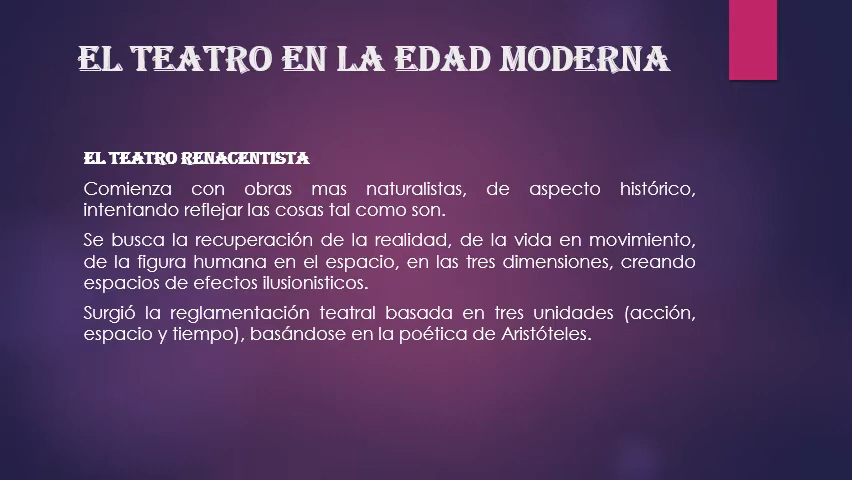 EL TEATRO EN LA EDAD MODERNA
EL TEATRO RENACENTISTA
Comienza con obras mas naturalistas, de aspecto histórico,
intentando reflejar las cosas tal como son.
Se busca la recuperación de la realidad, de la vida en movimiento,
de la figura humana en el espacio, en las tres dimensiones, creando
espacios de efectos ilusionisticos.
Surgió la reglamentación teatral basada en tres unidades (acción,
espacio y tiempo), basándose en la poética de Aristóteles.